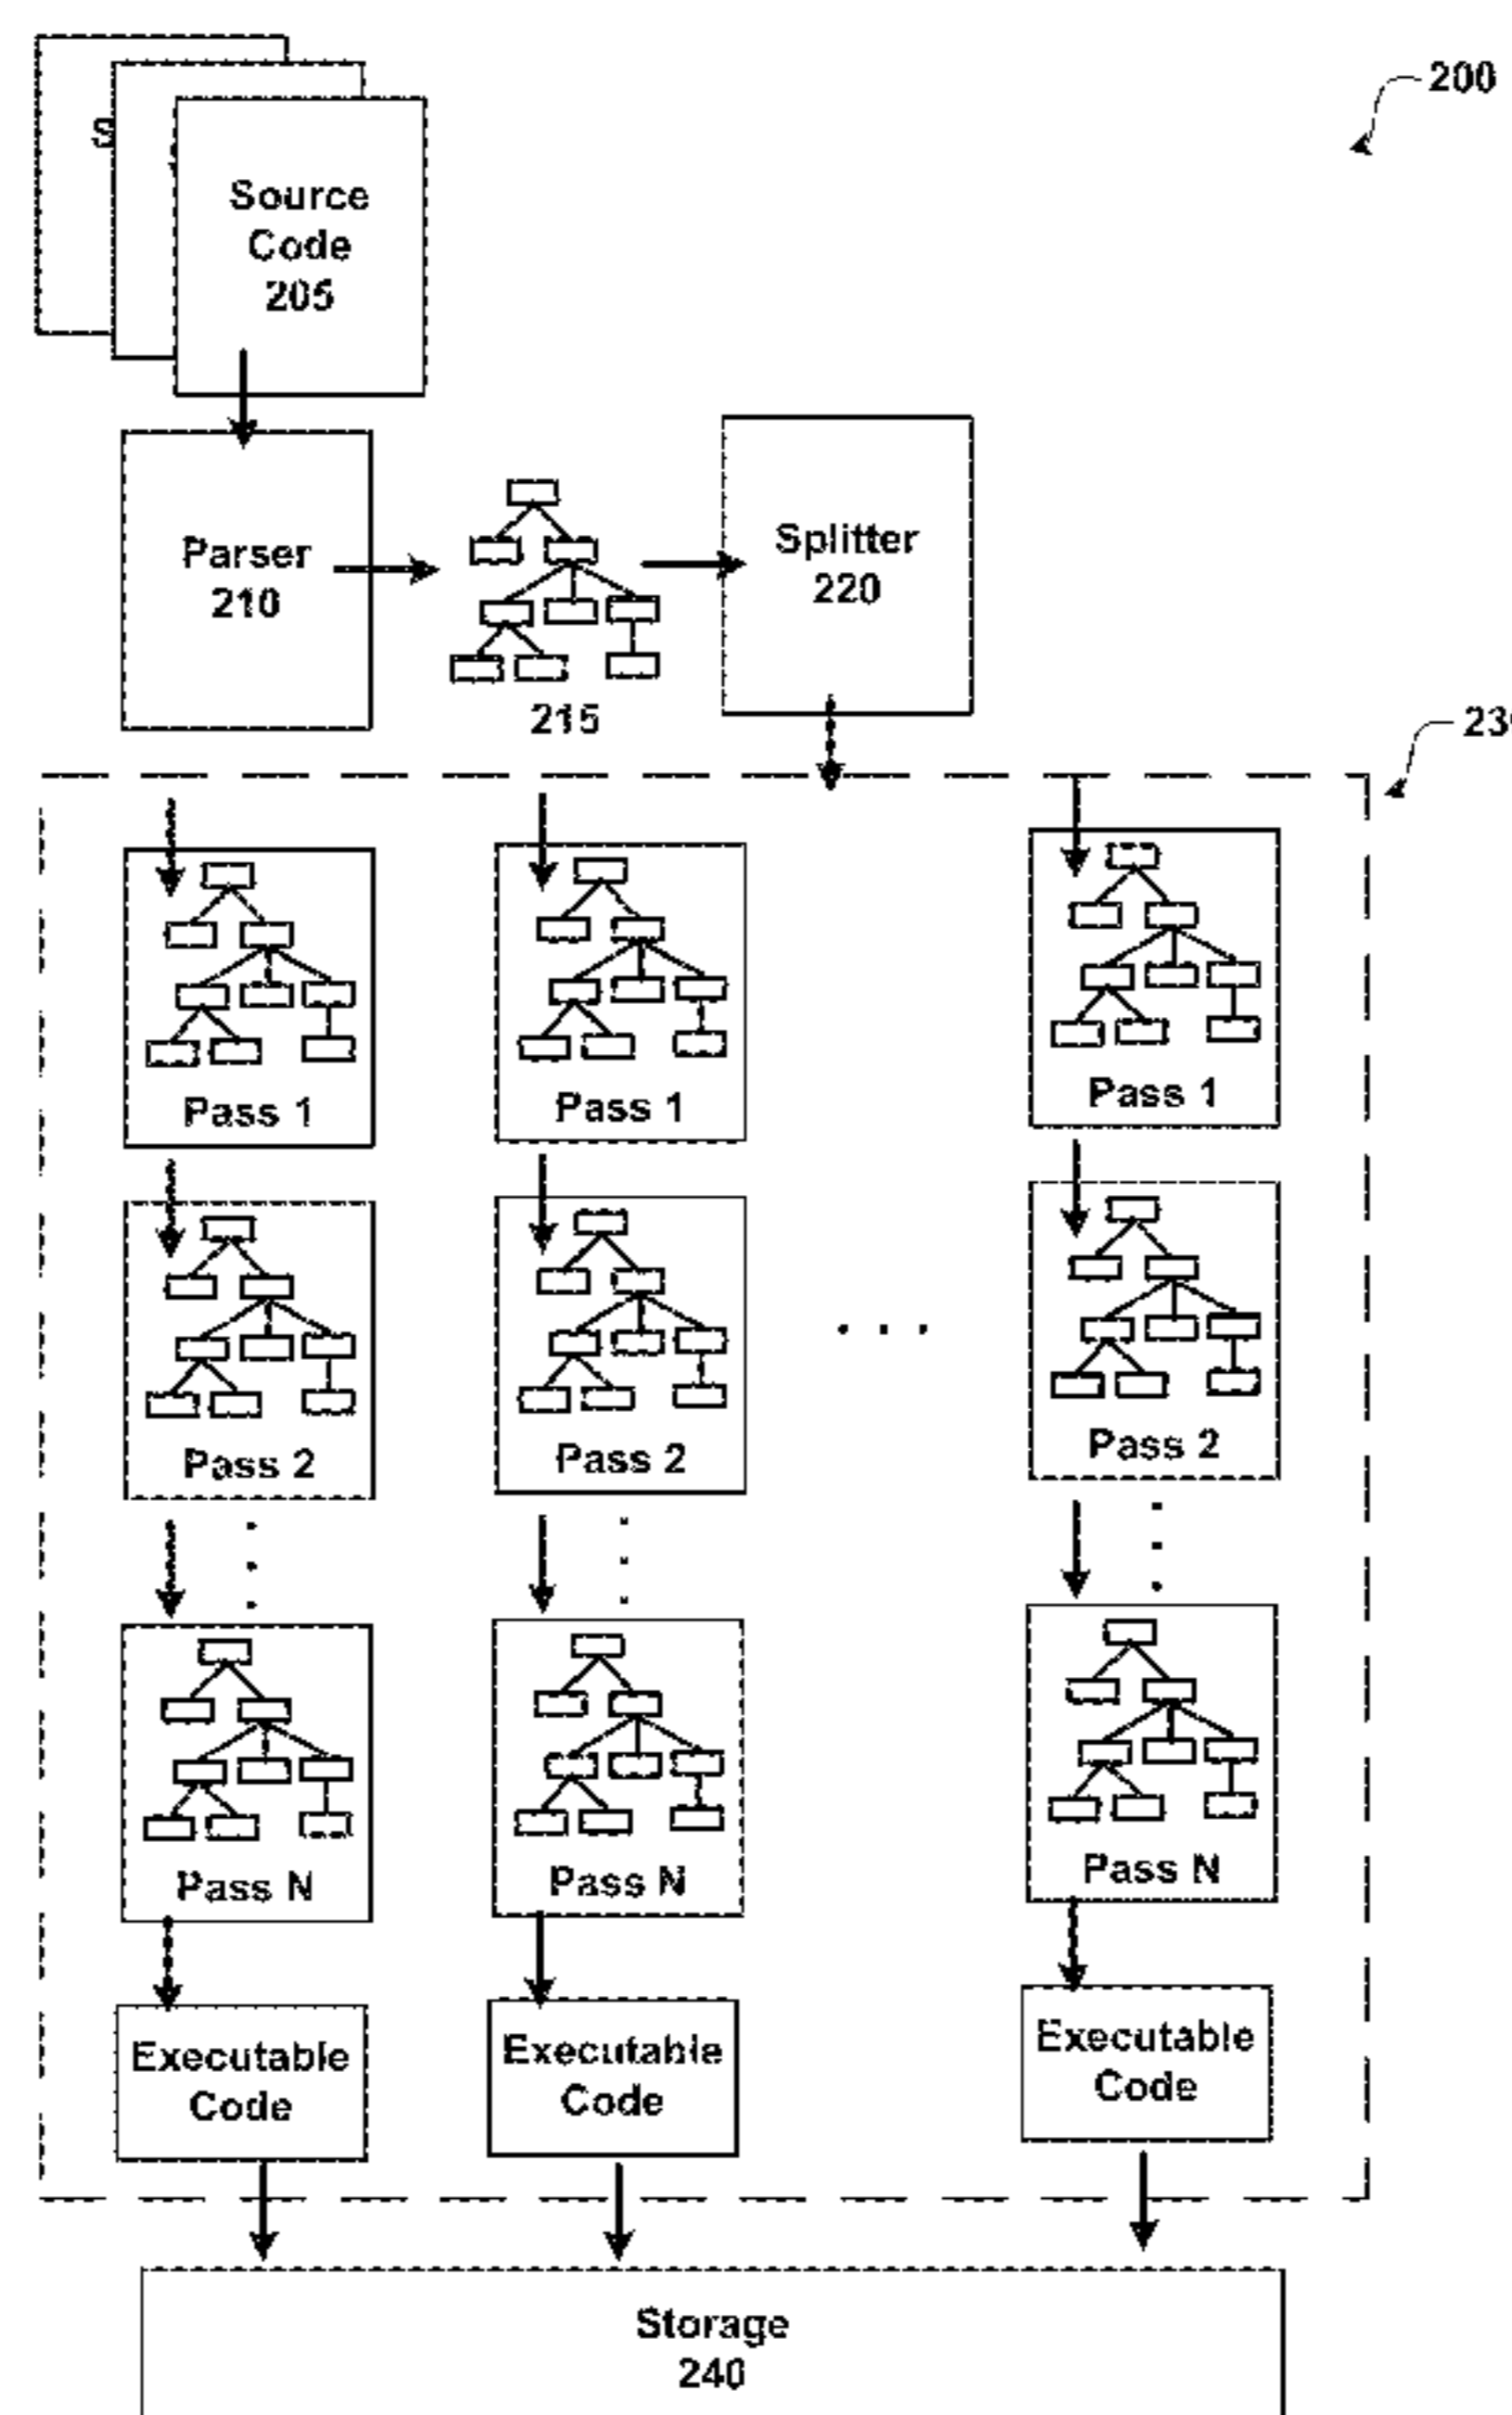 200
S
Source
Code
205
Parser
210
215
Splitter
220
23
Pass 1
Pass 1
Pass 1
Pass 2
Pass 2
. . .
Pass 2
Pass N
Pass N
Pass N
Executable
Code
Executable
Code
Executable
Code
Storage
240